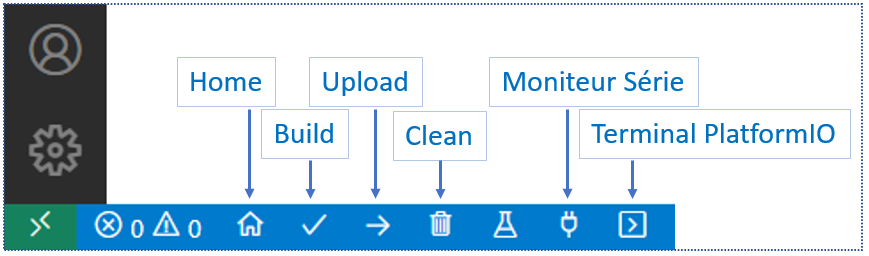 Home
Upload
Moniteur Série
Build
Clean
Terminal PlatformIO
0
0